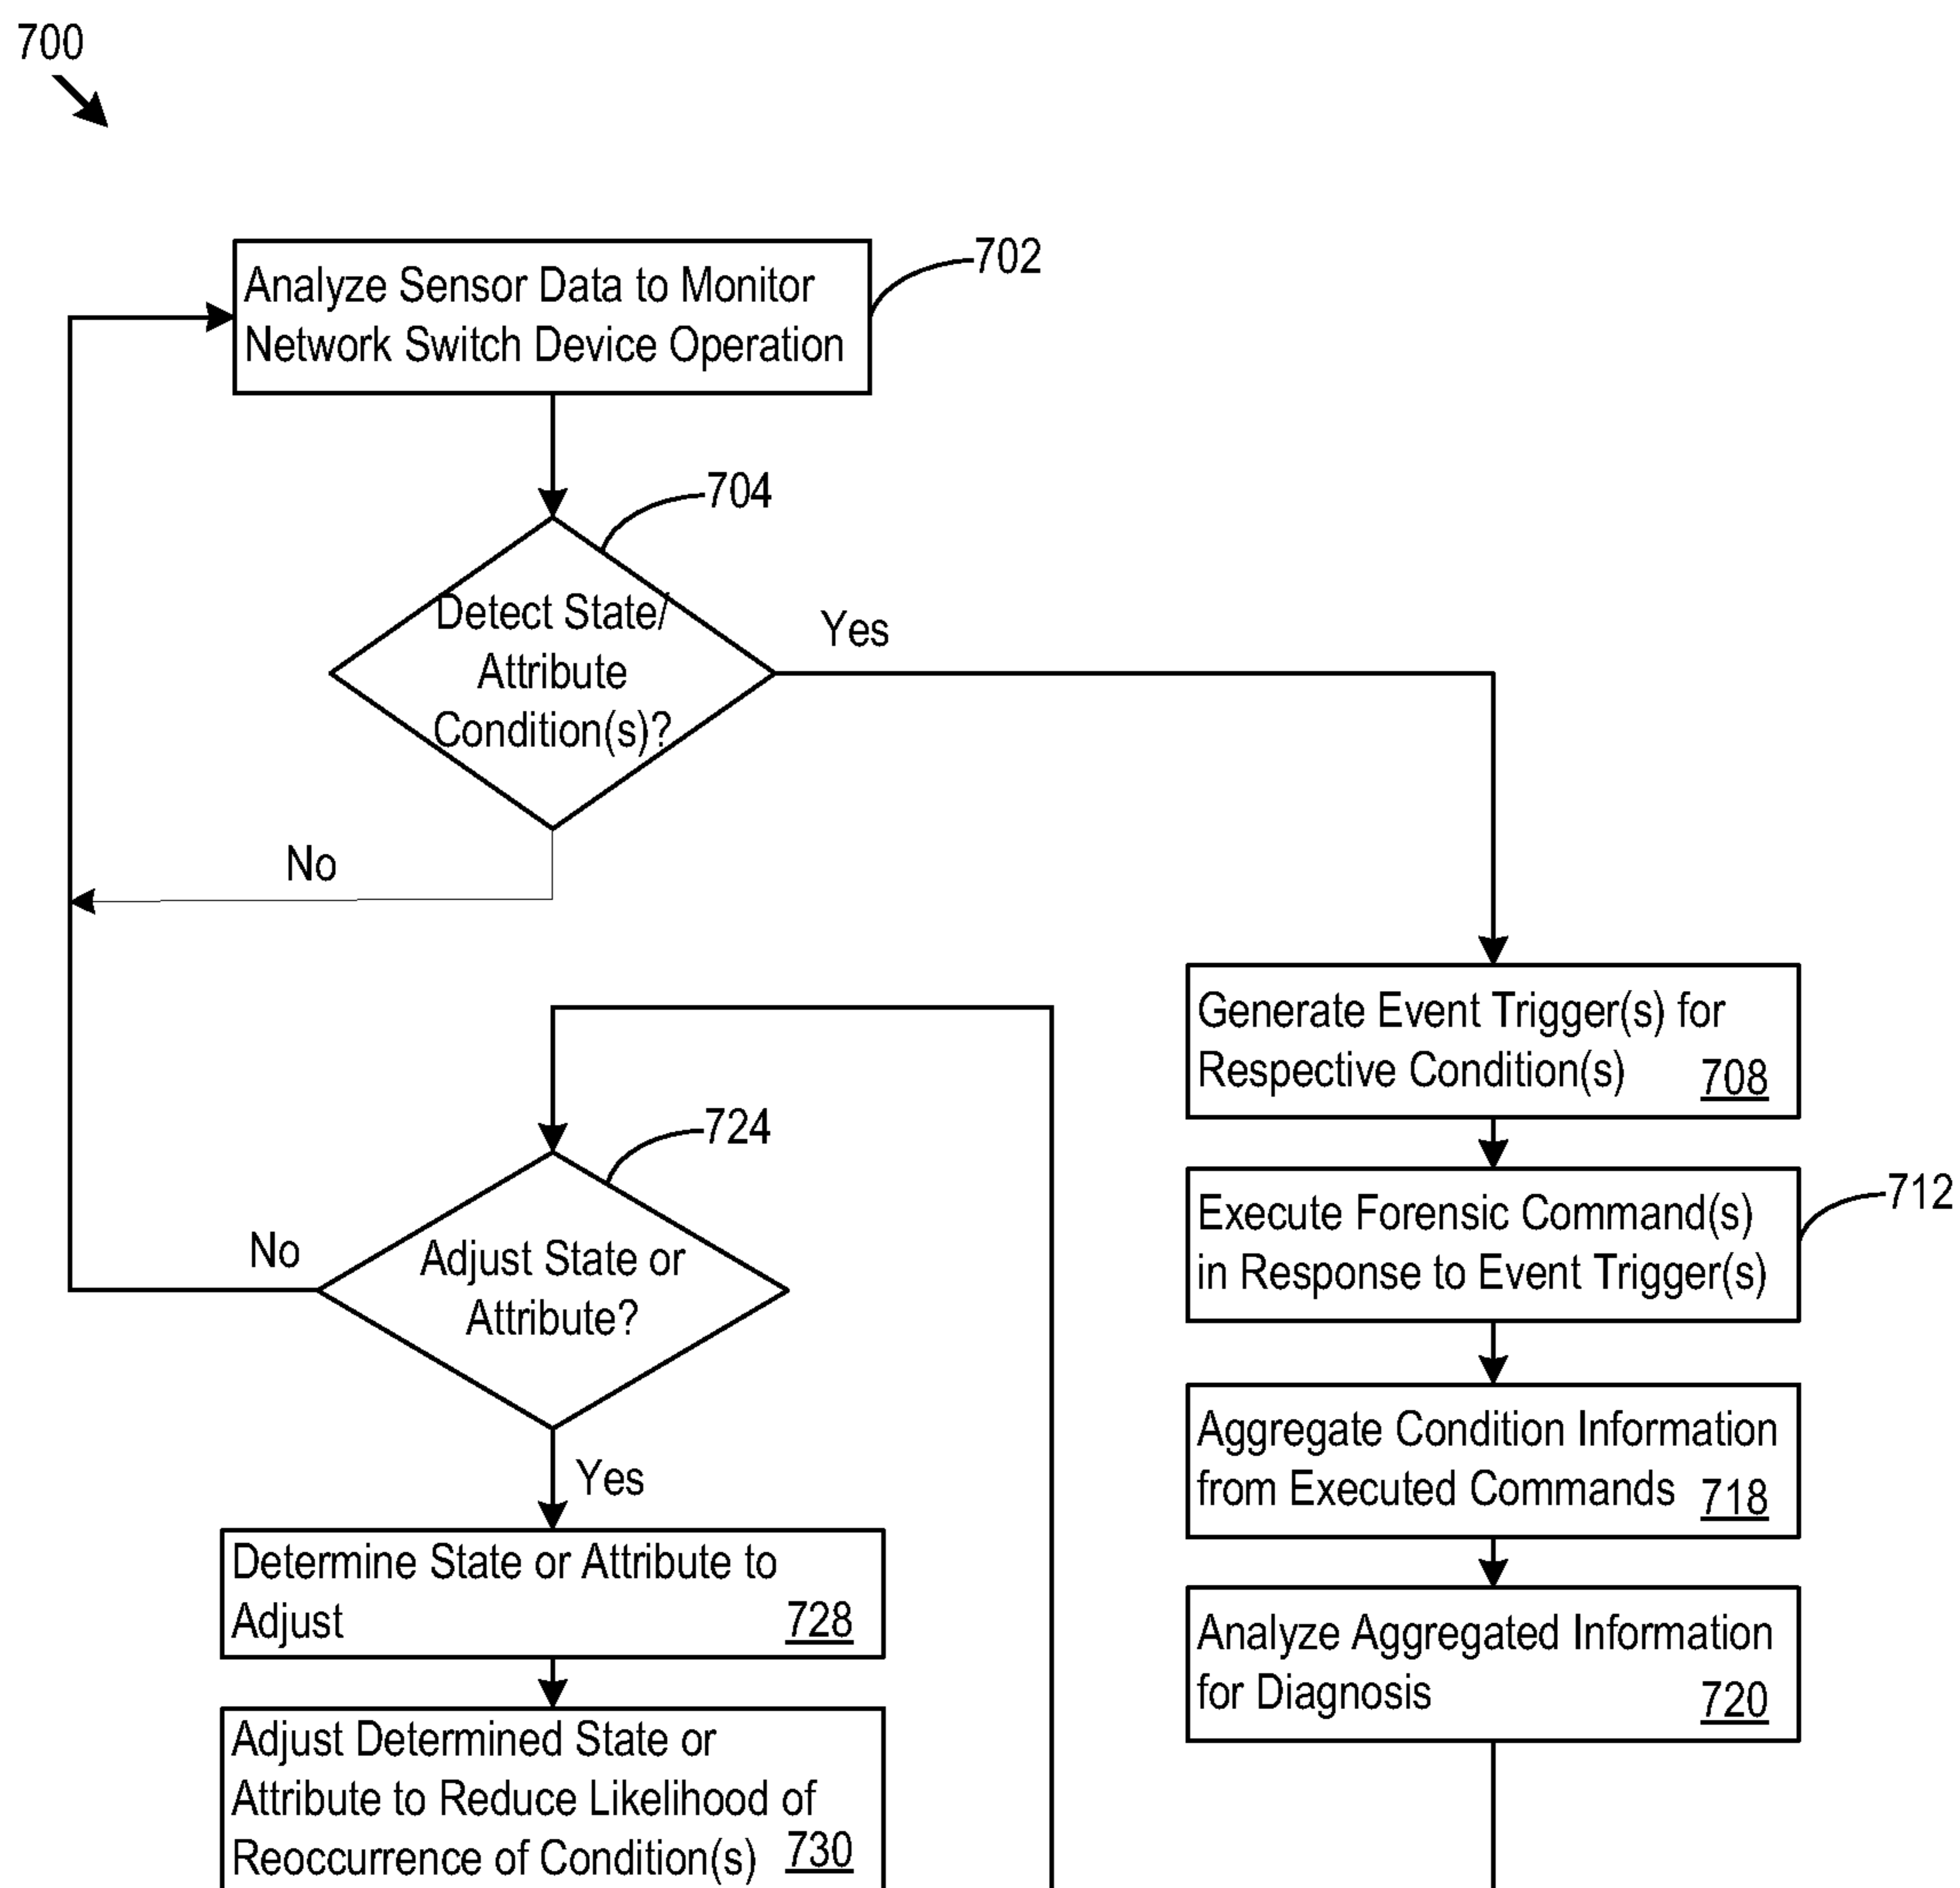 700
Analyze Sensor Data to Monitor
Network Switch Device Operation
702
704
Detect State/
Attribute
Condition(s)?
Yes
No
Generate Event Trigger(s) for
Respective Condition(s) 708
724
Execute Forensic Command(s)
in Response to Event Trigger(s)
712
No
Adjust State or
Attribute?
Yes
Aggregate Condition Information
from Executed Commands 718
Determine State or Attribute to
Adjust 728
Analyze Aggregated Information
for Diagnosis 720
Adjust Determined State or
Attribute to Reduce Likelihood of
Reoccurrence of Condition(s) 730